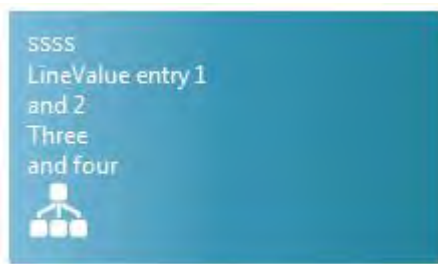 ssss
LineValue entry 1
and 2
Three
and four